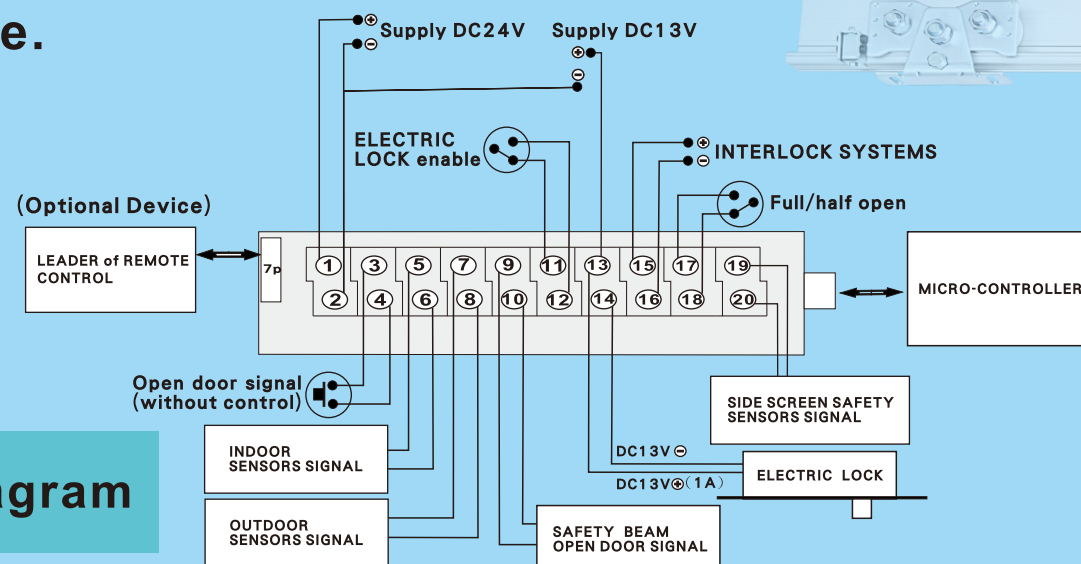 e.
⊕
⊖ Supply DC24V
Supply DC13V
⊕
⊖
ELECTRIC
LOCK enable
⊕
⊖
INTERLOCK SYSTEMS
Full/half open
(Optional Device)
LEADER of REMOTE
CONTROL
7p
1 3 5 7 9 11 13 15 17 19
2 4 6 8 10 12 14 16 18 20
MICRO-CONTROLLER
Open door signal
(without control)
INDOOR
SENSORS SIGNAL
OUTDOOR
SENSORS SIGNAL
SAFETY BEAM
OPEN DOOR SIGNAL
DC13V ⊖
DC13V⊕(1A)
ELECTRIC LOCK
SIDE SCREEN SAFETY
SENSORS SIGNAL
agram